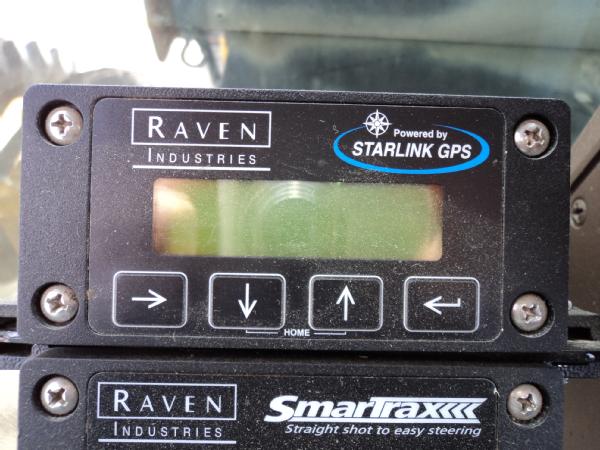 RAVEN
INDUSTRIES
Powered by
STARLINK GPS
HOME
RAVEN
INDUSTRIES
SmarTrax
Straight shot to easy steering